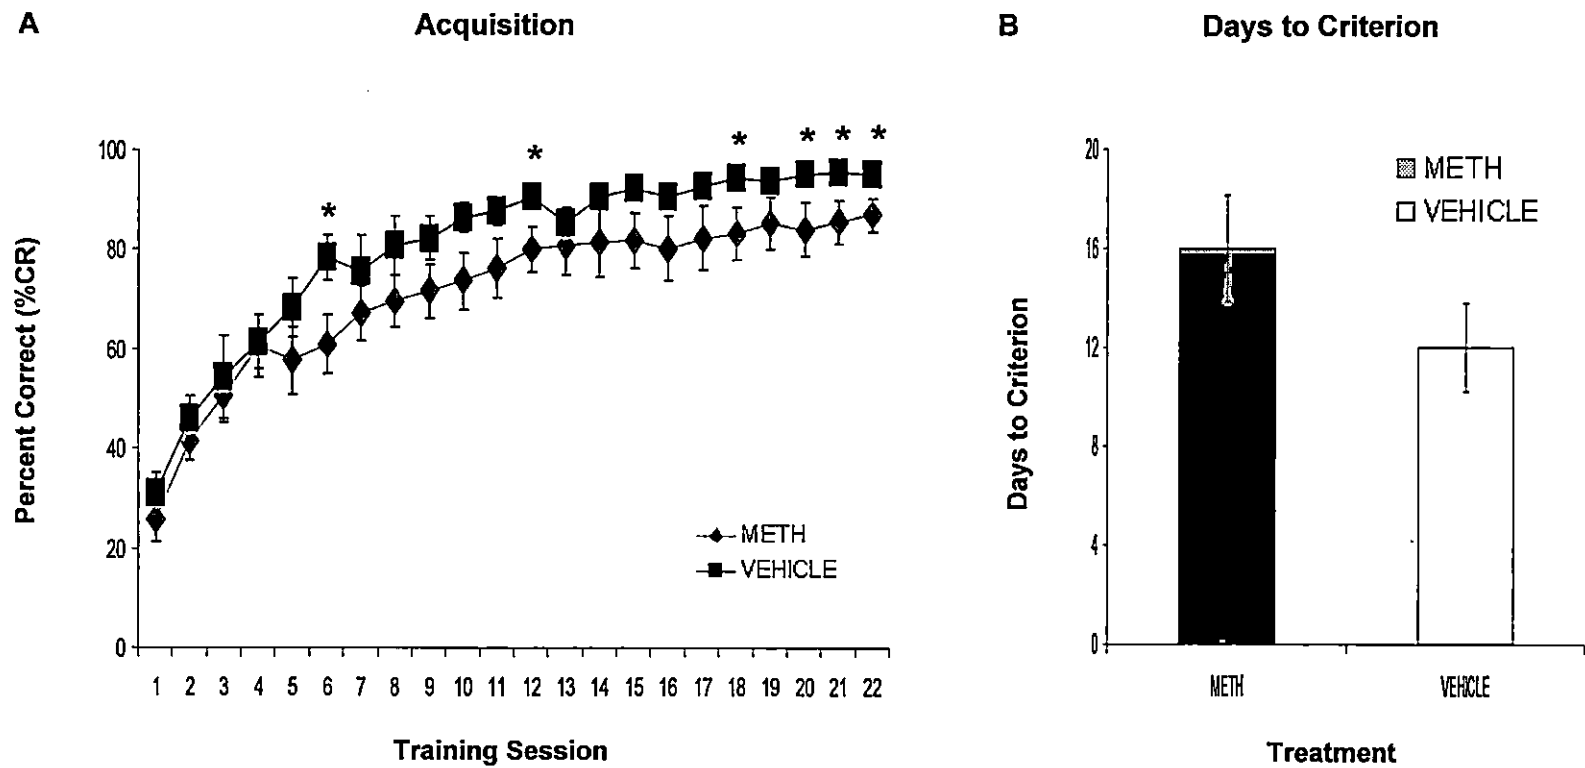 A
Acquisition
Percent Correct (%CR)
100
80
60
40
20
0
* * * * * *
METH
VEHICLE
1 2 3 4 5 6 7 8 9 10 11 12 13 14 15 16 17 18 19 20 21 22
Training Session
B
Days to Criterion
Days to Criterion
20
16
12
8
4
0
METH
VEHICLE
METH VEHICLE
Treatment